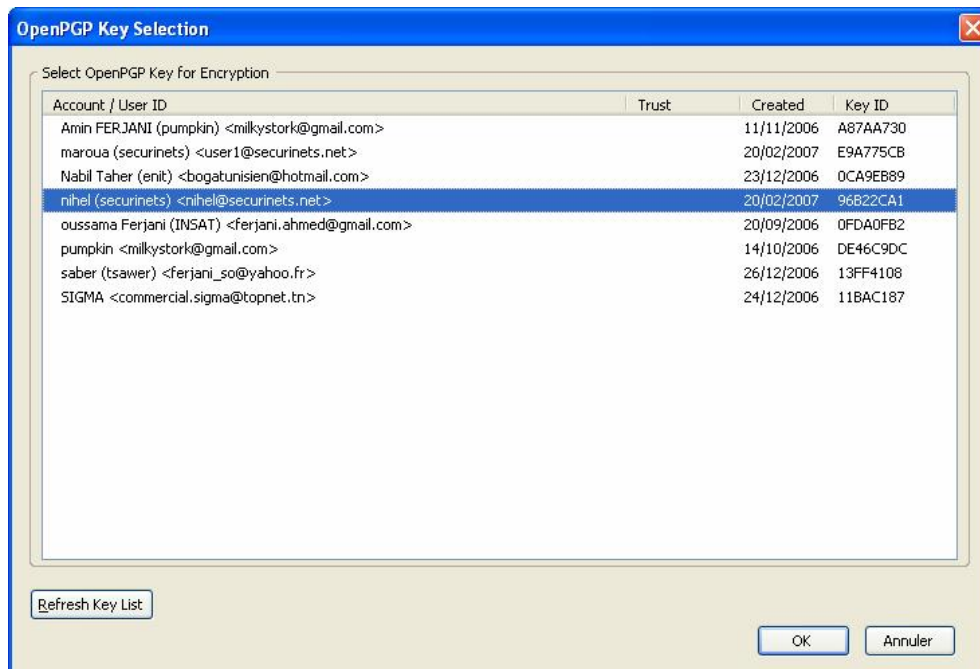 OpenPGP Key Selection
Select OpenPGP Key for Encryption
Account / User ID Trust Created Key ID
Amin FERJANI (pumpkin) <milkystork@gmail.com> 11/11/2006 A87AA730
maroua (securinets) <user1@securinets.net> 20/02/2007 E9A775CB
Nabil Taher (enit) <bogatunisien@hotmail.com> 23/12/2006 0CA9EB89
nihel (securinets) <nihel@securinets.net> 20/02/2007 96B22CA1
oussama Ferjani (INSAT) <ferjani.ahmed@gmail.com> 20/09/2006 0FDA0FB2
pumpkin <milkystork@gmail.com> 14/10/2006 DE46C9DC
saber (tsawer) <ferjani_so@yahoo.fr> 26/12/2006 13FF4108
SIGMA <commercial.sigma@topnet.tn> 24/12/2006 11BAC187
Refresh Key List
OK Annuler